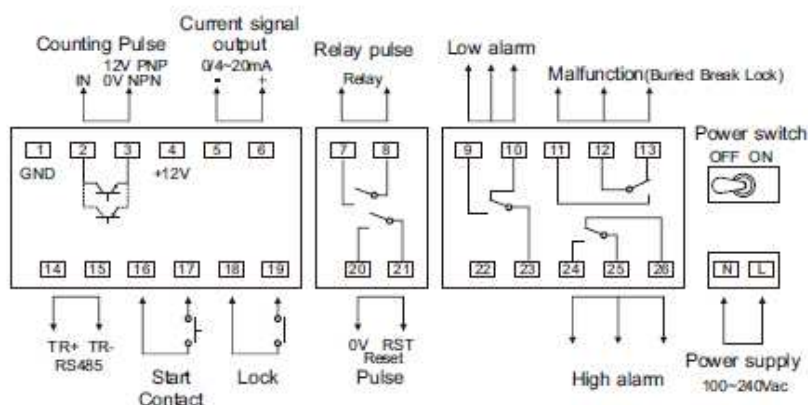 Counting Pulse
12V PNP
IN 0V NPN
Current signal
output
0/4~20mA
- +
Relay pulse
Relay
Low alarm
Malfunction(Buried Break Lock)
Power switch
OFF ON
1 2 3 4 5 6
GND +12V
7 8
9 10 11 12 13
14 15 16 17 18 19
20 21
22 23 24 25 26
N L
TR+ TR-
RS485
Start
Contact
Lock
0V RST
Reset
Pulse
High alarm
Power supply
100~240Vac